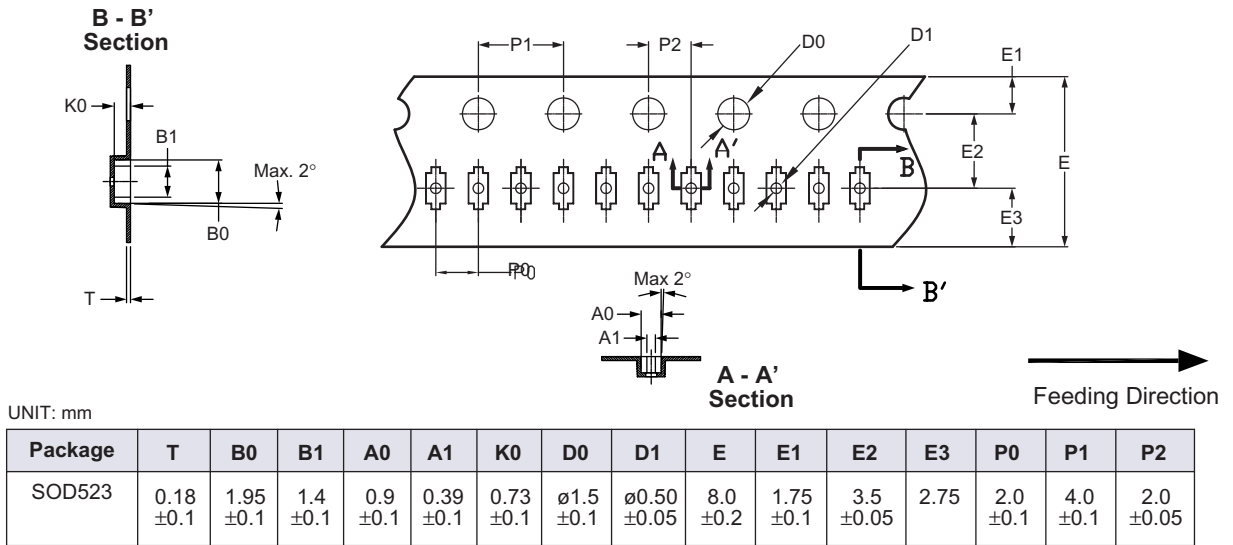 B - B'
Section
K0
B1
Max. 2°
B0
T
P1
P2
D0
D1
E1
A
A'
B
E2
E
E3
P0
B'
Max 2°
A0
A1
A - A'
Section
Feeding Direction
UNIT: mm
Package T B0 B1 A0 A1 K0 D0 D1 E E1 E2 E3 P0 P1 P2
SOD523 0.18 ±0.1 1.95 ±0.1 1.4 ±0.1 0.9 ±0.1 0.39 ±0.1 0.73 ±0.1 ø1.5 ±0.1 ø0.50 ±0.05 8.0 ±0.2 1.75 ±0.1 3.5 ±0.05 2.75 2.0 ±0.1 4.0 ±0.1 2.0 ±0.05